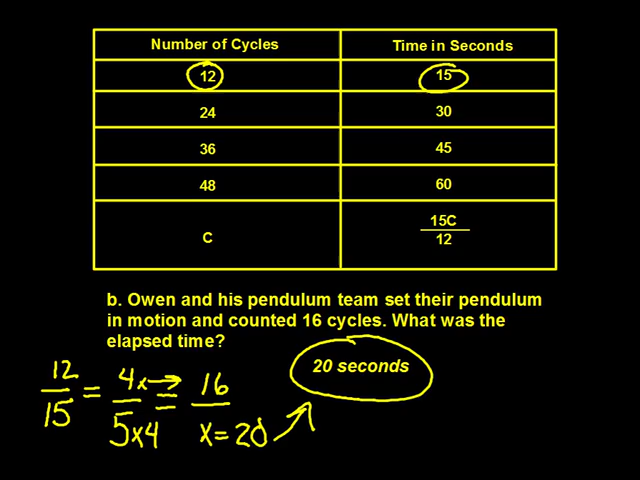 Number of Cycles Time in Seconds
12 15
24 30
36 45
48 60
C 15C/12
b. Owen and his pendulum team set their pendulum
in motion and counted 16 cycles. What was the
elapsed time?
20 seconds
12/15 = 4x→/5x4 = 16/x=20